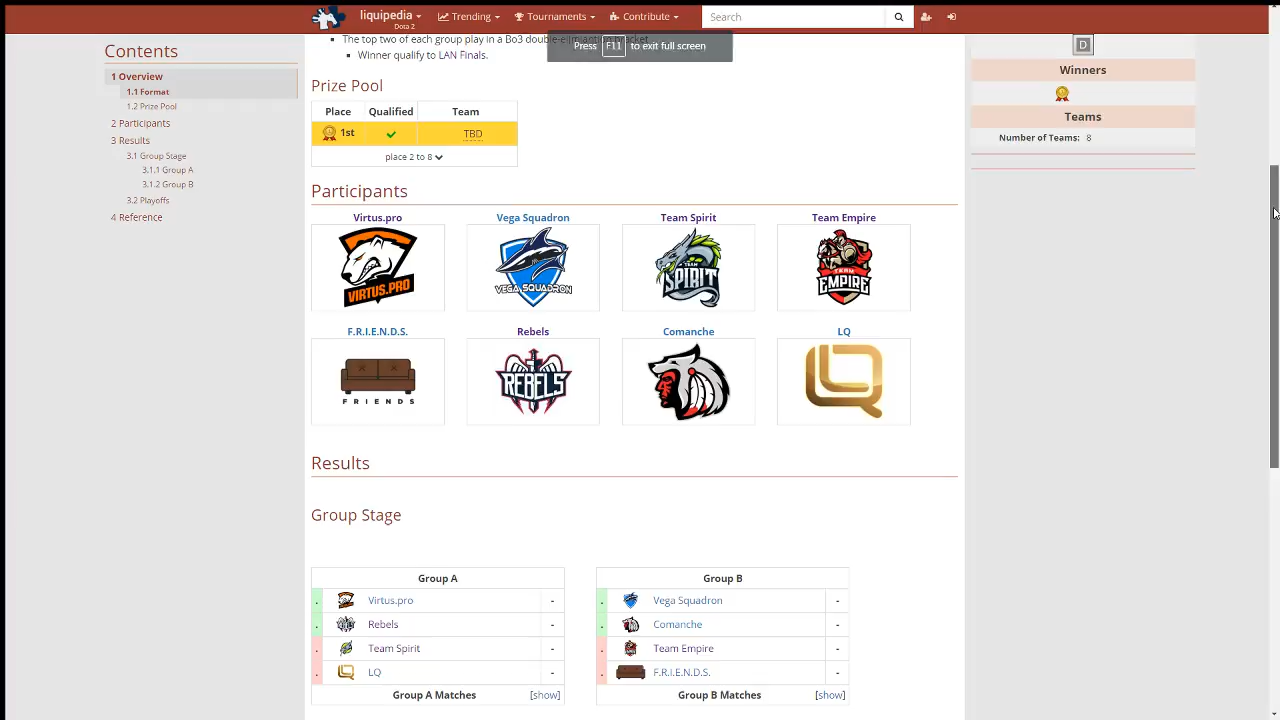 liquipedia
Dota 2
Trending
Tournaments
Contribute
Search
The top two of each group play in a Bo3 double-elimination bracket
Winner qualify to LAN Finals.
Press F11 to exit full screen
Contents
1 Overview
1.1 Format
1.2 Prize Pool
2 Participants
3 Results
3.1 Group Stage
3.1.1 Group A
3.1.2 Group B
3.2 Playoffs
4 Reference
Prize Pool
Place Qualified Team
1st TBD
place 2 to 8
Participants
Virtus.pro Vega Squadron Team Spirit Team Empire
VIRTUS.PRO
VEGA SQUADRON
TEAM
SPIRIT
TEAM
EMPIRE
F.R.I.E.N.D.S. Rebels Comanche LQ
FRIENDS
REBELS
Results
Group Stage
Group A
. Virtus.pro -
. Rebels -
. Team Spirit -
. LQ -
Group A Matches [show]
Group B
. Vega Squadron -
. Comanche -
. Team Empire -
. F.R.I.E.N.D.S. -
Group B Matches [show]
D
Winners
Teams
Number of Teams: 8